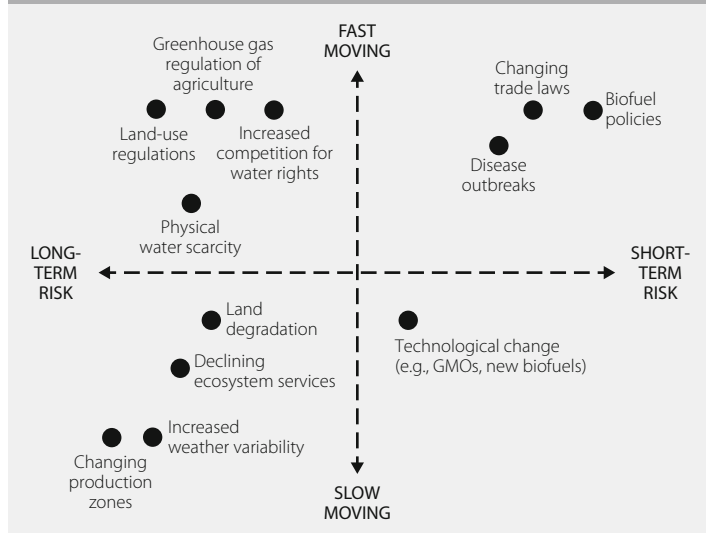 FAST
MOVING
Greenhouse gas
regulation of
agriculture
Changing
trade laws
Biofuel
policies
Land-use
regulations
Increased
competition for
water rights
Disease
outbreaks
Physical
water scarcity
LONG-
TERM
RISK
SHORT-
TERM
RISK
Land
degradation
Technological change
(e.g., GMOs, new biofuels)
Declining
ecosystem services
Increased
weather variability
Changing
production
zones
SLOW
MOVING